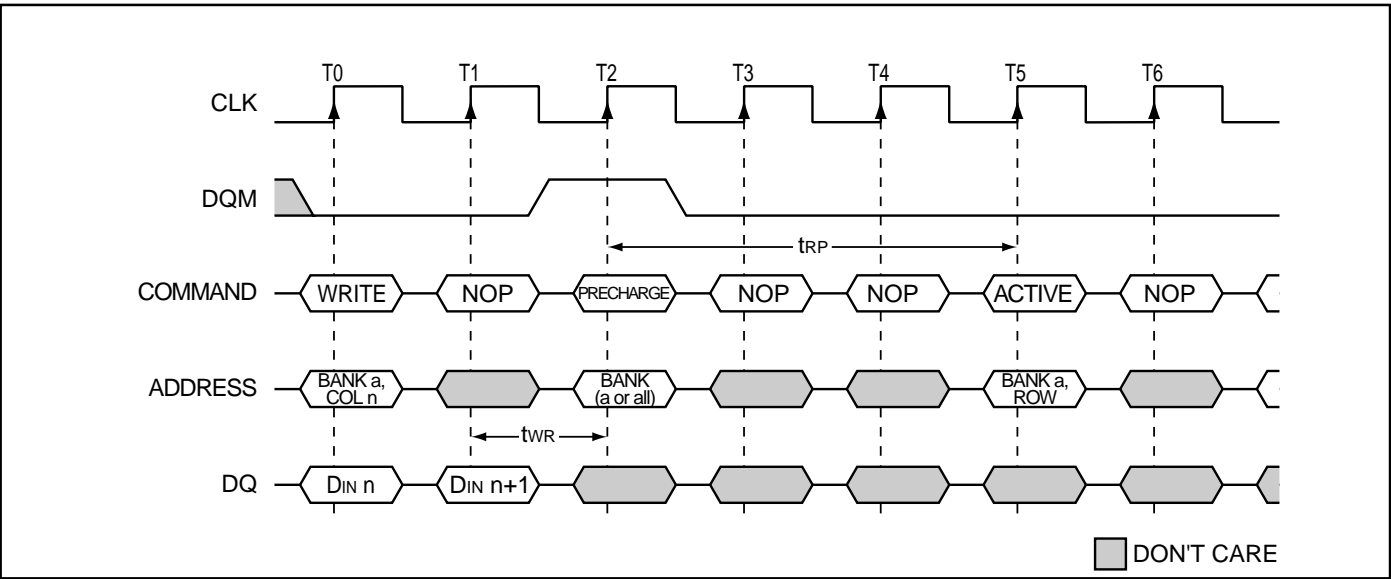 T0 T1 T2 T3 T4 T5 T6
CLK
DQM
tRP
COMMAND WRITE NOP PRECHARGE NOP NOP ACTIVE NOP
ADDRESS BANK a, COL n BANK (a or all) BANK a, ROW
tWR
DQ DIN n DIN n+1
DON'T CARE